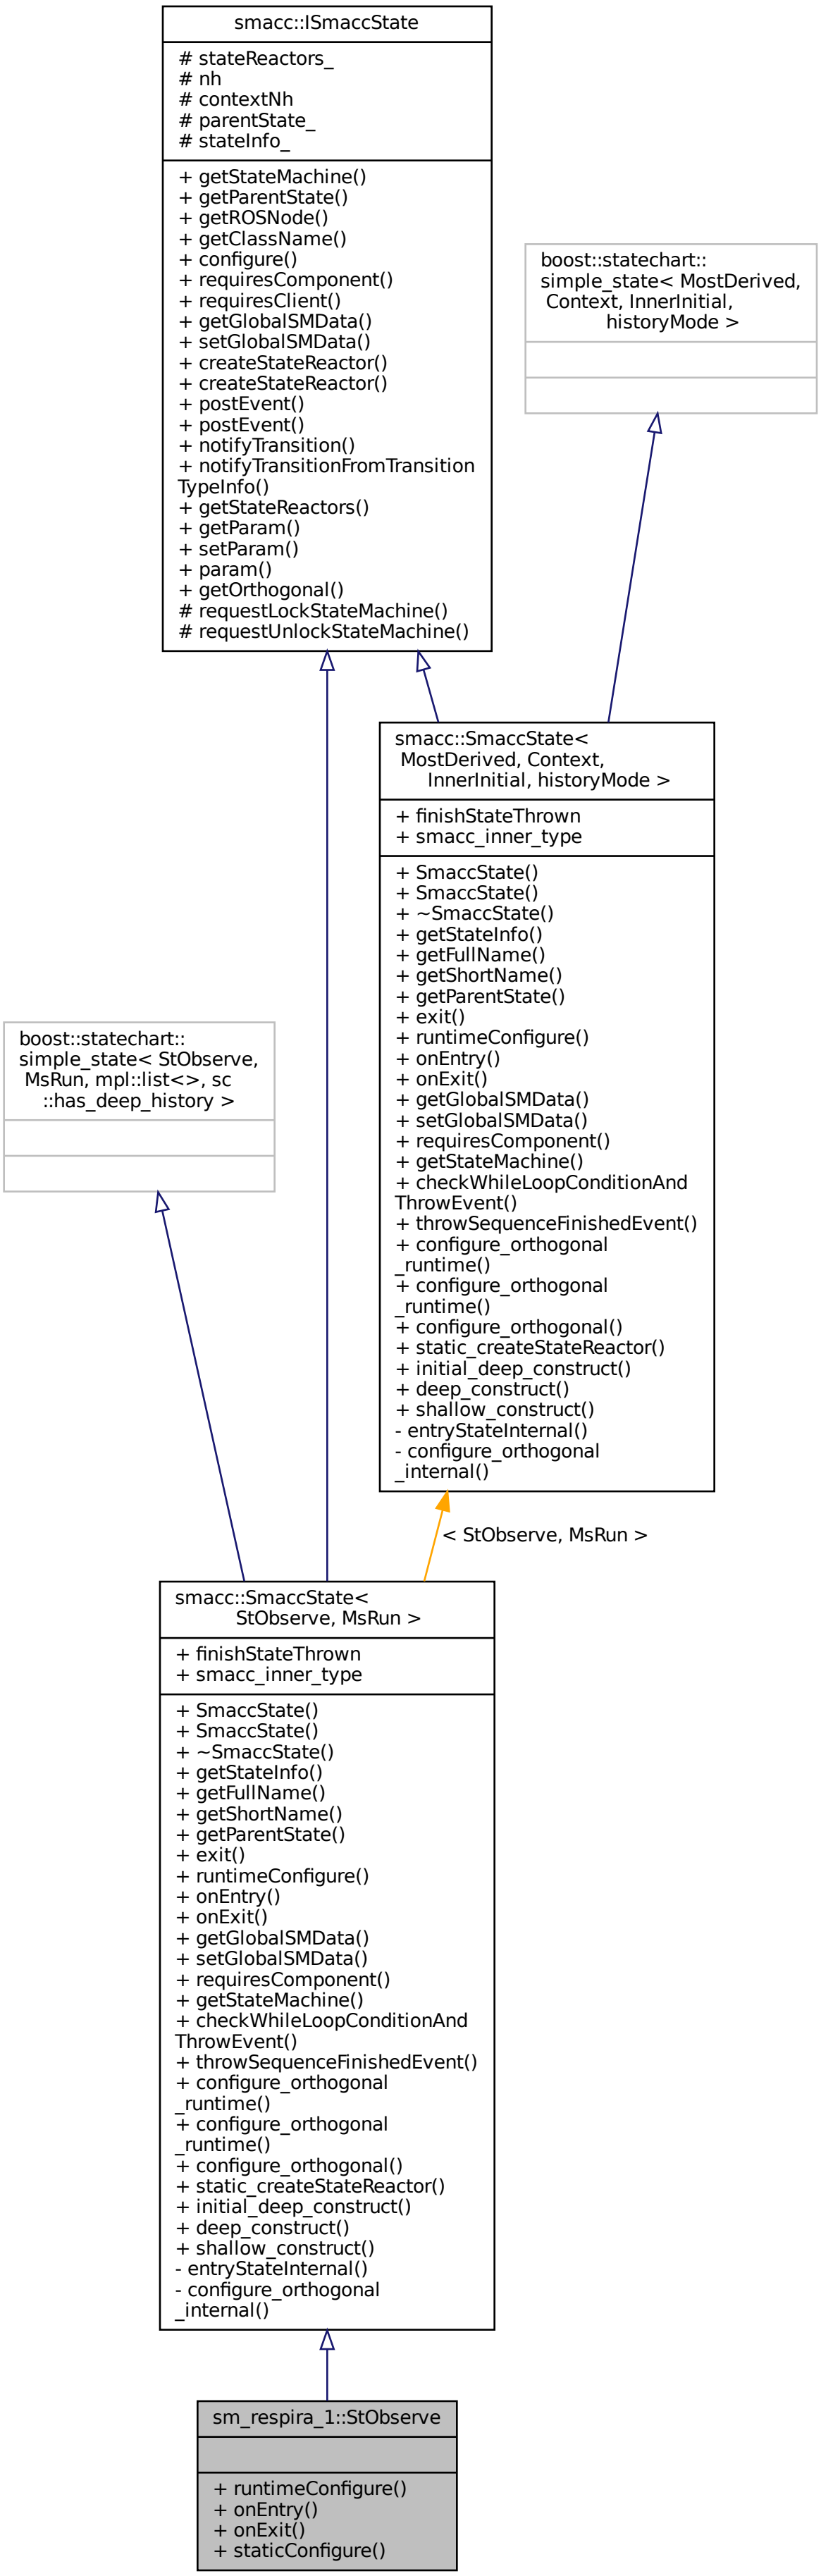 smacc::ISmaccState
# stateReactors_
# nh
# contextNh
# parentState_
# stateInfo_
+ getStateMachine()
+ getParentState()
+ getROSNode()
+ getClassName()
+ configure()
+ requiresComponent()
+ requiresClient()
+ getGlobalSMData()
+ setGlobalSMData()
+ createStateReactor()
+ createStateReactor()
+ postEvent()
+ postEvent()
+ notifyTransition()
+ notifyTransitionFromTransition
TypeInfo()
+ getStateReactors()
+ getParam()
+ setParam()
+ param()
+ getOrthogonal()
# requestLockStateMachine()
# requestUnlockStateMachine()
boost::statechart::
simple_state< MostDerived,
Context, InnerInitial,
historyMode >
smacc::SmaccState<
MostDerived, Context,
InnerInitial, historyMode >
+ finishStateThrown
+ smacc_inner_type
+ SmaccState()
+ SmaccState()
+ ~SmaccState()
+ getStateInfo()
+ getFullName()
+ getShortName()
+ getParentState()
+ exit()
+ runtimeConfigure()
+ onEntry()
+ onExit()
+ getGlobalSMData()
+ setGlobalSMData()
+ requiresComponent()
+ getStateMachine()
+ checkWhileLoopConditionAnd
ThrowEvent()
+ throwSequenceFinishedEvent()
+ configure_orthogonal
_runtime()
+ configure_orthogonal
_runtime()
+ configure_orthogonal()
+ static_createStateReactor()
+ initial_deep_construct()
+ deep_construct()
+ shallow_construct()
- entryStateInternal()
- configure_orthogonal
_internal()
boost::statechart::
simple_state< StObserve,
MsRun, mpl::list<>, sc
::has_deep_history >
< StObserve, MsRun >
smacc::SmaccState<
StObserve, MsRun >
+ finishStateThrown
+ smacc_inner_type
+ SmaccState()
+ SmaccState()
+ ~SmaccState()
+ getStateInfo()
+ getFullName()
+ getShortName()
+ getParentState()
+ exit()
+ runtimeConfigure()
+ onEntry()
+ onExit()
+ getGlobalSMData()
+ setGlobalSMData()
+ requiresComponent()
+ getStateMachine()
+ checkWhileLoopConditionAnd
ThrowEvent()
+ throwSequenceFinishedEvent()
+ configure_orthogonal
_runtime()
+ configure_orthogonal
_runtime()
+ configure_orthogonal()
+ static_createStateReactor()
+ initial_deep_construct()
+ deep_construct()
+ shallow_construct()
- entryStateInternal()
- configure_orthogonal
_internal()
sm_respira_1::StObserve
+ runtimeConfigure()
+ onEntry()
+ onExit()
+ staticConfigure()